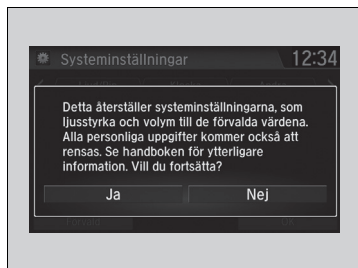 Systeminställningar
12:34
Detta återställer systeminställningarna, som
ljusstyrka och volym till de förvalda värdena.
Alla personliga uppgifter kommer också att
rensas. Se handboken för ytterligare
information. Vill du fortsätta?
Ja
Nej